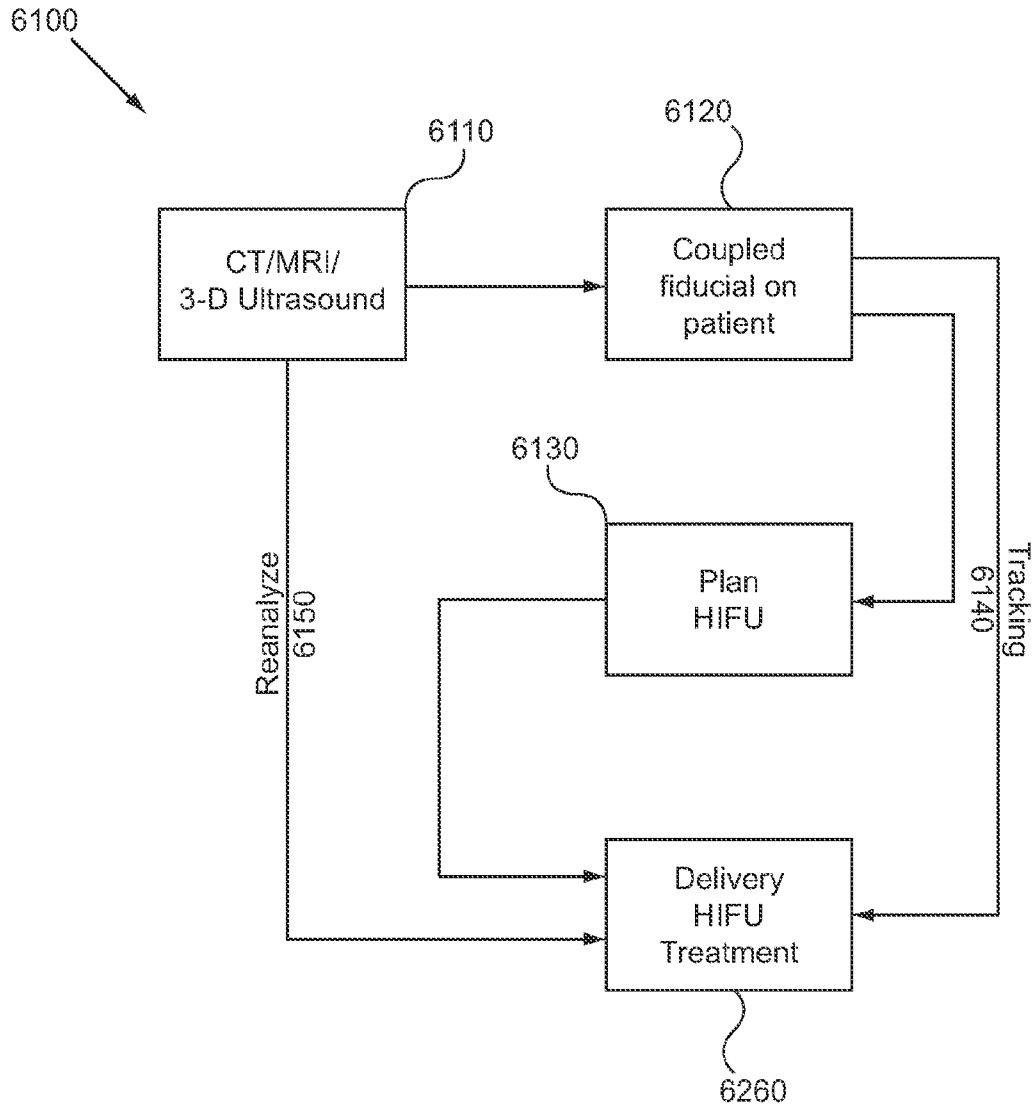 6100
6110
6120
CT/MRI/
3-D Ultrasound
Coupled
fiducial on
patient
6130
Plan
HIFU
Reanalyze
6150
Tracking
6140
Delivery
HIFU
Treatment
6260